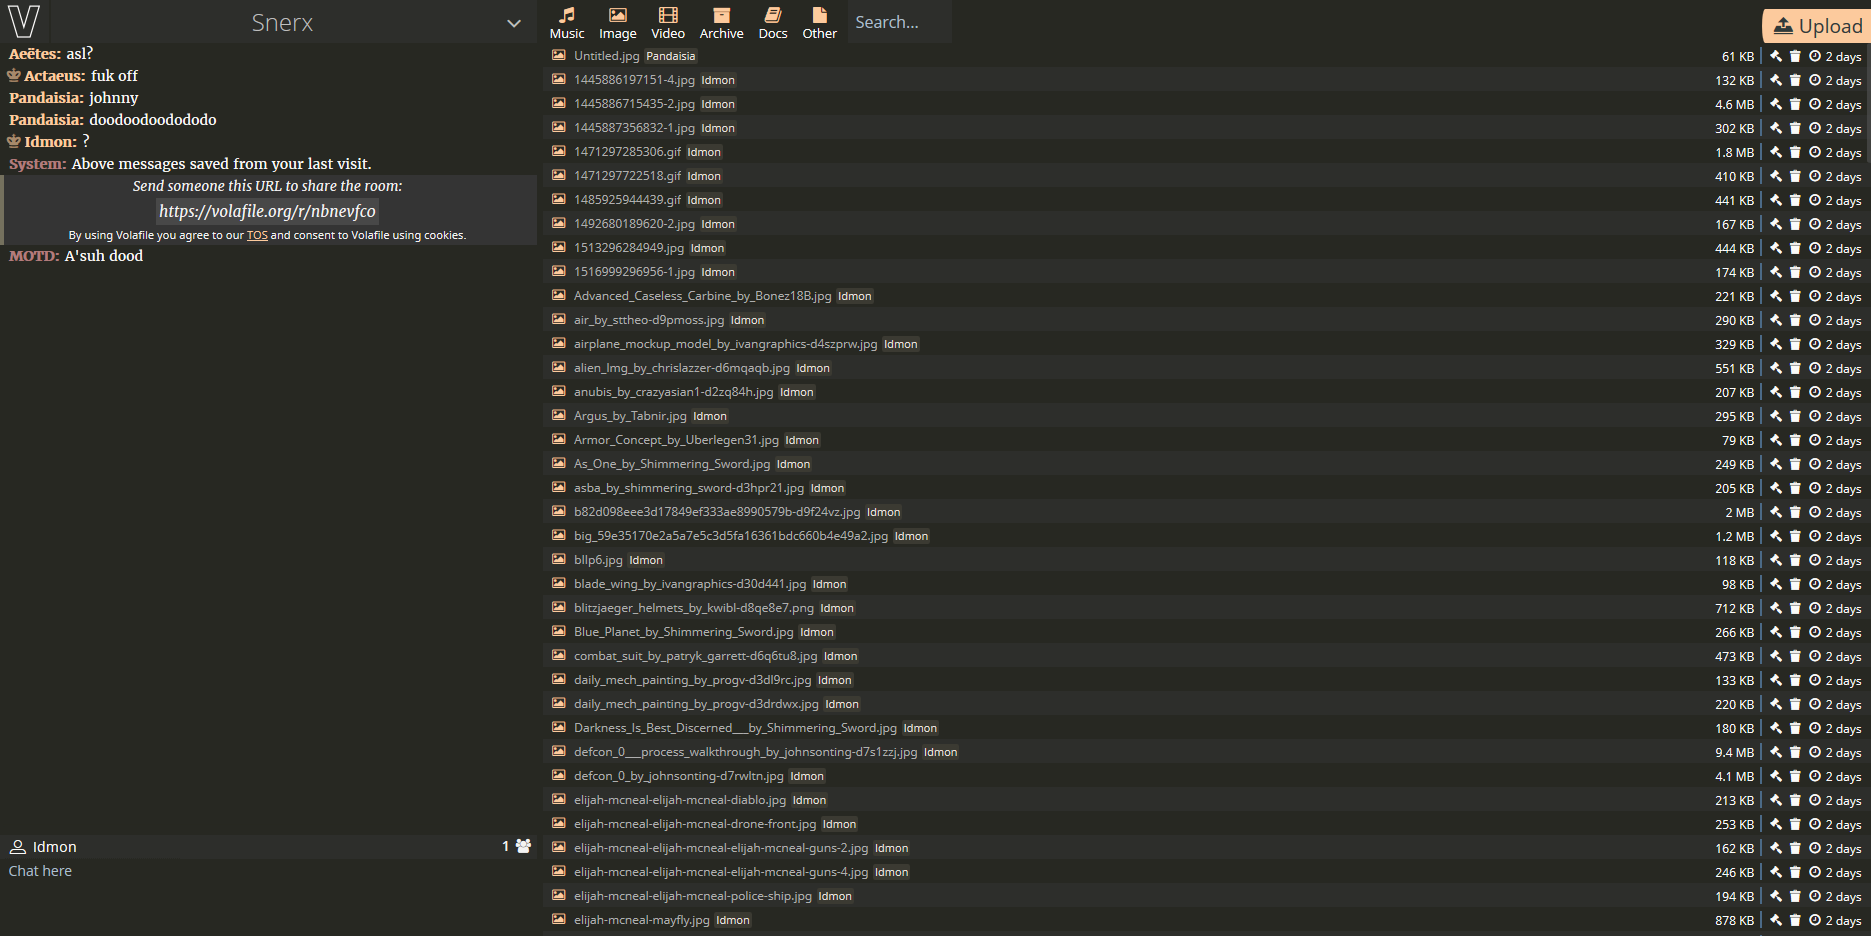 V Snerx
Music Image Video Archive Docs Other Search... Upload
Aeëtes: asl?
Actaeus: fuk off
Pandaisia: johnny
Pandaisia: doodoodoodododo
Idmon: ?
System: Above messages saved from your last visit.
Send someone this URL to share the room:
https://volafile.org/r/nbnevfco
By using Volafile you agree to our TOS and consent to Volafile using cookies.
MOTD: A'suh dood
Idmon 1
Chat here
Untitled.jpg Pandaisia 61 KB 2 days
1445886197151-4.jpg Idmon 132 KB 2 days
1445886715435-2.jpg Idmon 4.6 MB 2 days
1445887356832-1.jpg Idmon 302 KB 2 days
1471297285306.gif Idmon 1.8 MB 2 days
1471297722518.gif Idmon 410 KB 2 days
1485925944439.gif Idmon 441 KB 2 days
1492680189620-2.jpg Idmon 167 KB 2 days
1513296284949.jpg Idmon 444 KB 2 days
1516999296956-1.jpg Idmon 174 KB 2 days
Advanced_Caseless_Carbine_by_Bonez18B.jpg Idmon 221 KB 2 days
air_by_sttheo-d9pmoss.jpg Idmon 290 KB 2 days
airplane_mockup_model_by_ivangraphics-d4szprw.jpg Idmon 329 KB 2 days
alien_lmg_by_chrislazzer-d6mqaqb.jpg Idmon 551 KB 2 days
anubis_by_crazyasian1-d2zq84h.jpg Idmon 207 KB 2 days
Argus_by_Tabnir.jpg Idmon 295 KB 2 days
Armor_Concept_by_Uberlegen31.jpg Idmon 79 KB 2 days
As_One_by_Shimmering_Sword.jpg Idmon 249 KB 2 days
asba_by_shimmering_sword-d3hpr21.jpg Idmon 205 KB 2 days
b82d098eee3d17849ef333ae8990579b-d9f24vz.jpg Idmon 2 MB 2 days
big_59e35170e2a5a7e5c3d5fa16361bdc660b4e49a2.jpg Idmon 1.2 MB 2 days
bllp6.jpg Idmon 118 KB 2 days
blade_wing_by_ivangraphics-d30d441.jpg Idmon 98 KB 2 days
blitzjaeger_helmets_by_kwibl-d8qe8e7.png Idmon 712 KB 2 days
Blue_Planet_by_Shimmering_Sword.jpg Idmon 266 KB 2 days
combat_suit_by_patryk_garrett-d6q6tu8.jpg Idmon 473 KB 2 days
daily_mech_painting_by_progv-d3dl9rc.jpg Idmon 133 KB 2 days
daily_mech_painting_by_progv-d3drdwx.jpg Idmon 220 KB 2 days
Darkness_Is_Best_Discerned___by_Shimmering_Sword.jpg Idmon 180 KB 2 days
defcon_0___process_walkthrough_by_johnsonting-d7s1zzj.jpg Idmon 9.4 MB 2 days
defcon_0_by_johnsonting-d7rwltn.jpg Idmon 4.1 MB 2 days
elijah-mcneal-elijah-mcneal-diablo.jpg Idmon 213 KB 2 days
elijah-mcneal-elijah-mcneal-drone-front.jpg Idmon 253 KB 2 days
elijah-mcneal-elijah-mcneal-elijah-mcneal-guns-2.jpg Idmon 162 KB 2 days
elijah-mcneal-elijah-mcneal-elijah-mcneal-guns-4.jpg Idmon 246 KB 2 days
elijah-mcneal-elijah-mcneal-police-ship.jpg Idmon 194 KB 2 days
elijah-mcneal-mayfly.jpg Idmon 878 KB 2 days